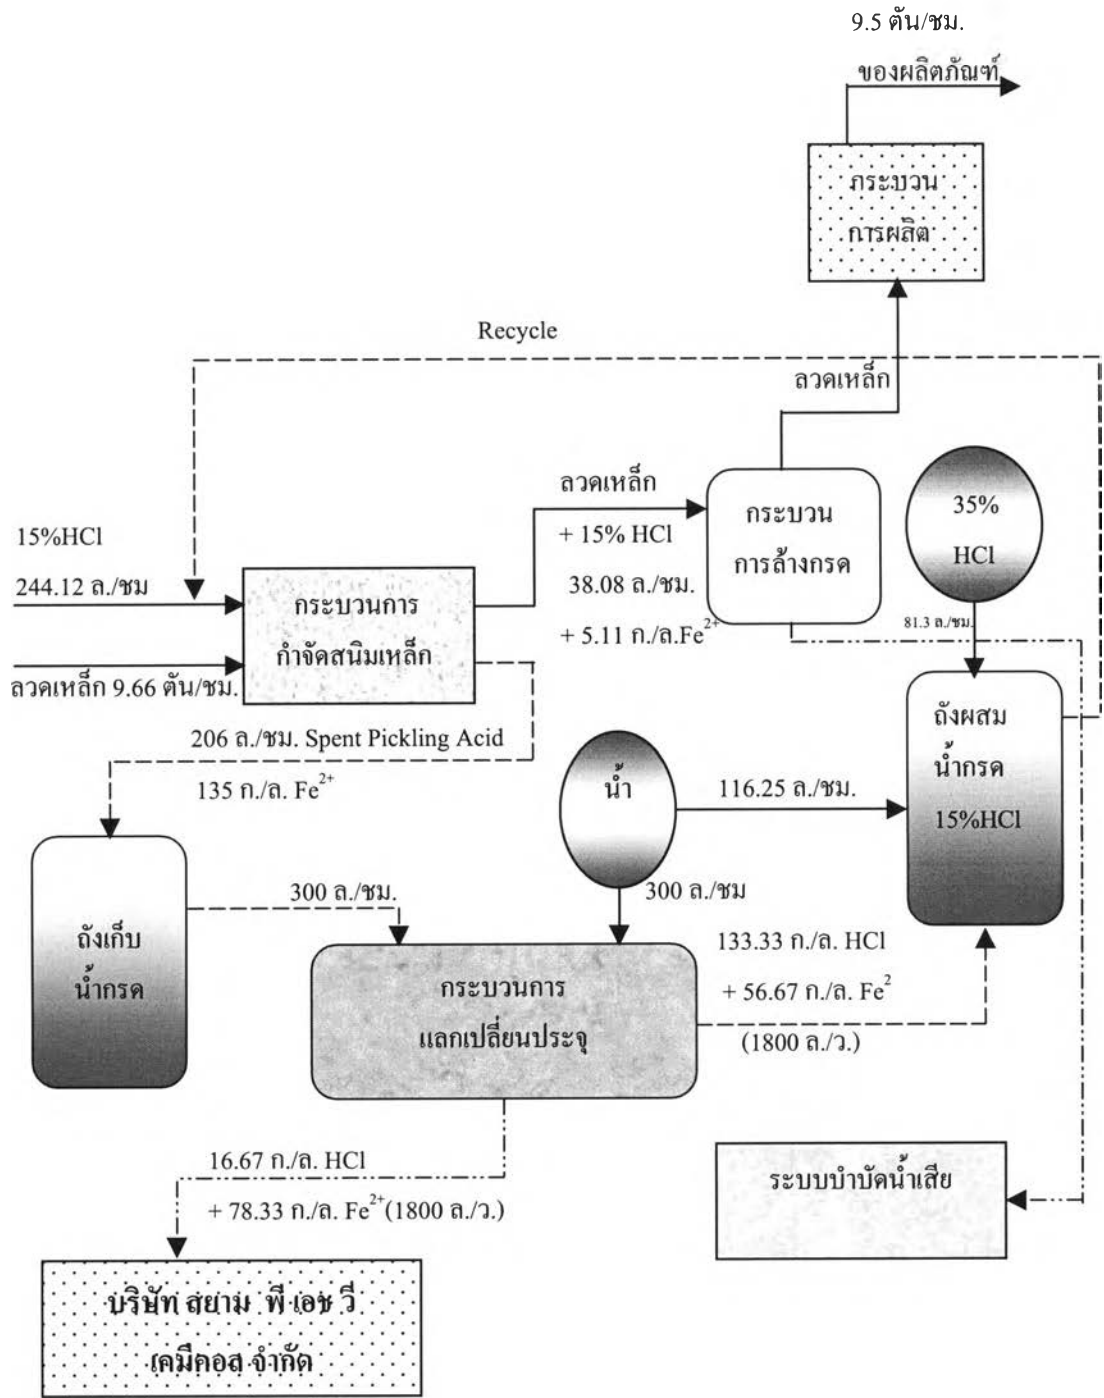 9.5 ตัน/ชม.
ของผลิตภัณฑ์
กระบวน
การผลิต
Recycle
ลวดเหล็ก
15%HCl
244.12 ล./ชม
ลวดเหล็ก 9.66 ตัน/ชม.
กระบวนการ
กำจัดสนิมเหล็ก
ลวดเหล็ก
+ 15% HCl
38.08 ล./ชม.
+ 5.11 ก./ล.Fe²⁺
กระบวน
การล้างกรด
35%
HCl
81.3 ล./ชม.
ถังผสม
น้ำกรด
15%HCl
206 ล./ชม. Spent Pickling Acid
135 ก./ล. Fe²⁺
น้ำ
116.25 ล./ชม.
300 ล./ชม
ถังเก็บ
น้ำกรด
300 ล./ชม.
กระบวนการ
แลกเปลี่ยนประจุ
133.33 ก./ล. HCl
+ 56.67 ก./ล. Fe²
(1800 ล./ว.)
16.67 ก./ล. HCl
+ 78.33 ก./ล. Fe²⁺(1800 ล./ว.)
ระบบบำบัดน้ำเสีย
บริษัท สยาม พี เอช วี
เคมีคอล จำกัด